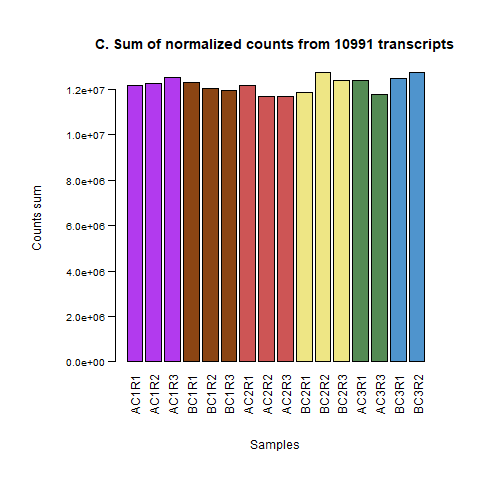 C. Sum of normalized counts from 10991 transcripts
Counts sum
1.2e+07
1.0e+07
8.0e+06
6.0e+06
4.0e+06
2.0e+06
0.0e+00
AC1R1
AC1R2
AC1R3
BC1R1
BC1R2
BC1R3
AC2R1
AC2R2
AC2R3
BC2R1
BC2R2
BC2R3
AC3R1
AC3R3
BC3R1
BC3R2
Samples